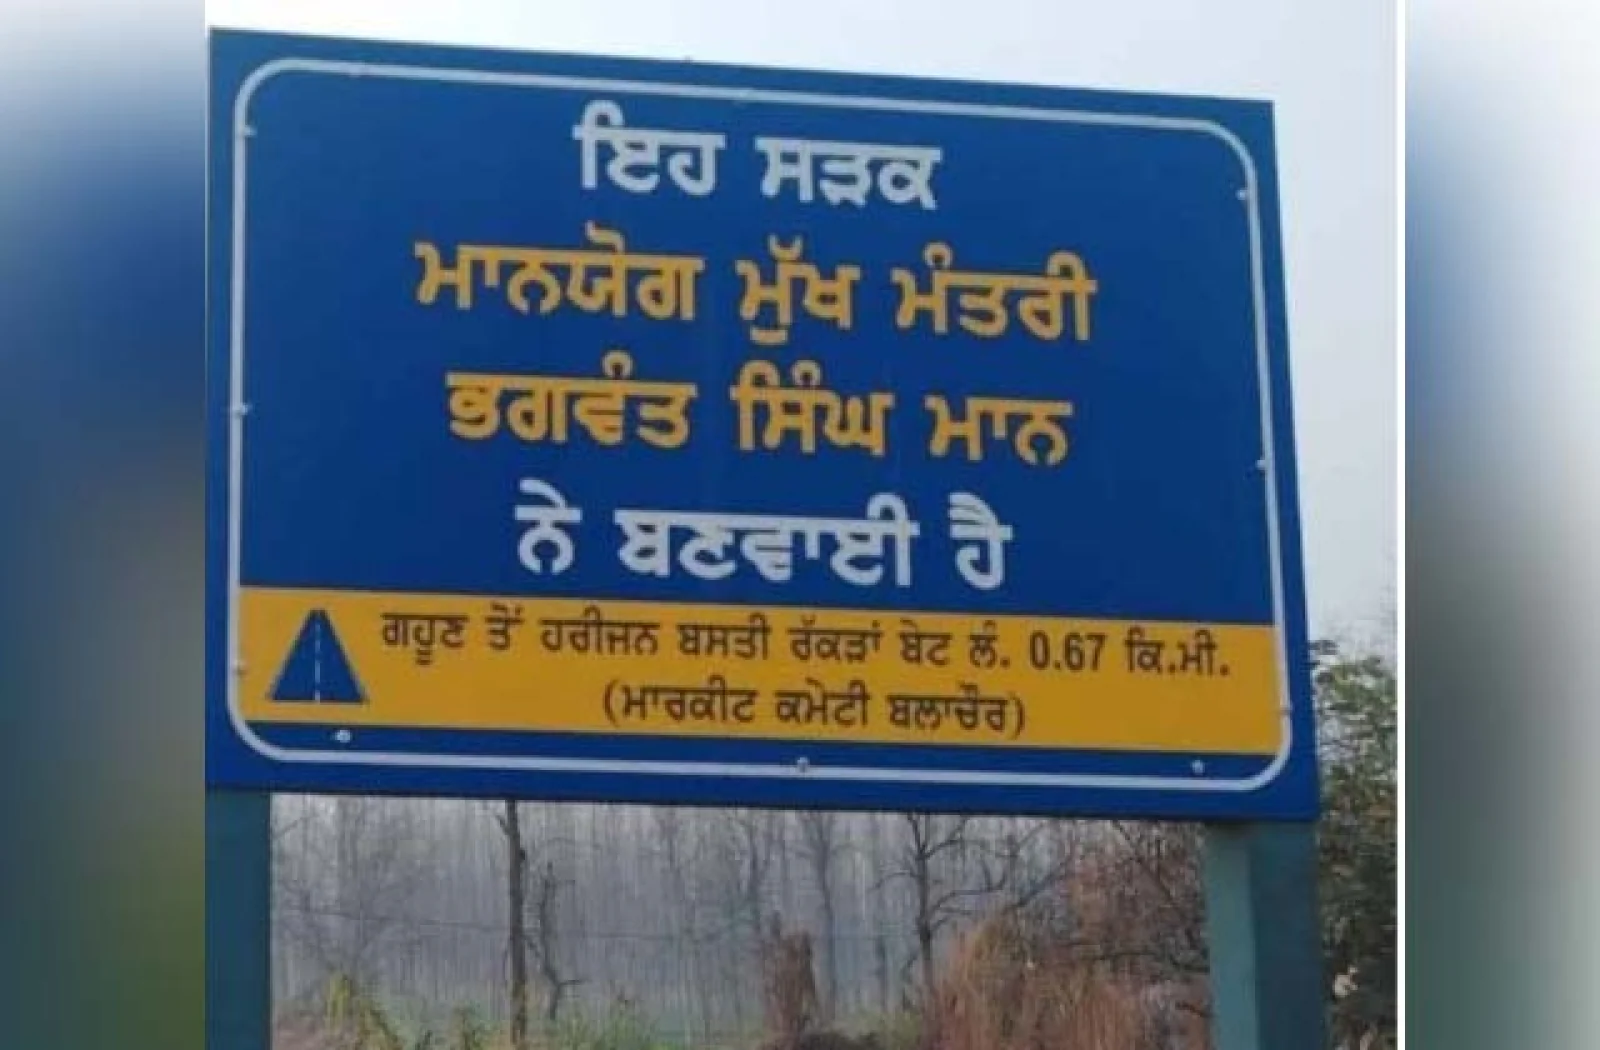 ਇਹ ਸੜਕ
ਮਾਨਯੋਗ ਮੁੱਖ ਮੰਤਰੀ
ਭਗਵੰਤ ਸਿੰਘ ਮਾਨ
ਨੇ ਬਣਵਾਈ ਹੈ
ਗਹੂਣ ਤੋਂ ਹਰੀਜਨ ਬਸਤੀ ਰੱਕੜਾਂ ਬੇਟ ਲੰ. 0.67 ਕਿ.ਮੀ.
(ਮਾਰਕੀਟ ਕਮੇਟੀ ਬਲਾਚੌਰ)